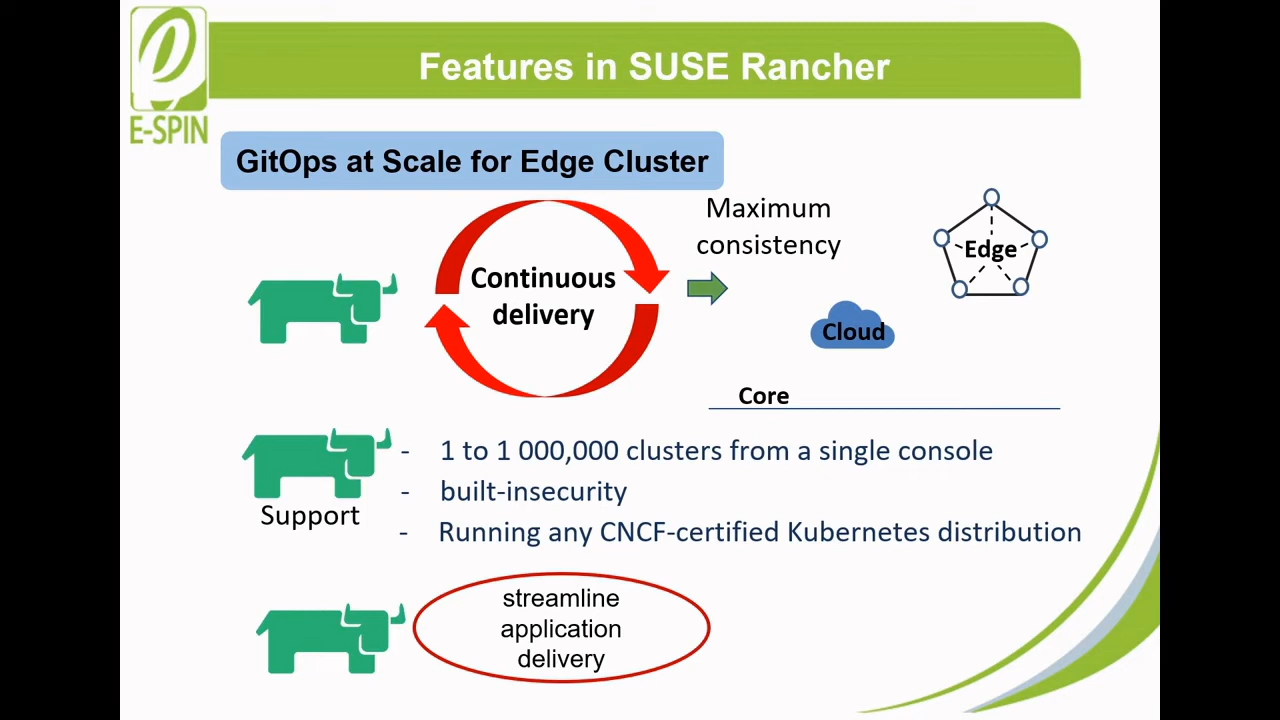 Features in SUSE Rancher
E-SPIN
GitOps at Scale for Edge Cluster
Maximum
consistency
Continuous
delivery
Edge
Cloud
Core
- 1 to 1 000,000 clusters from a single console
- built-insecurity
Support
- Running any CNCF-certified Kubernetes distribution
streamline
application
delivery